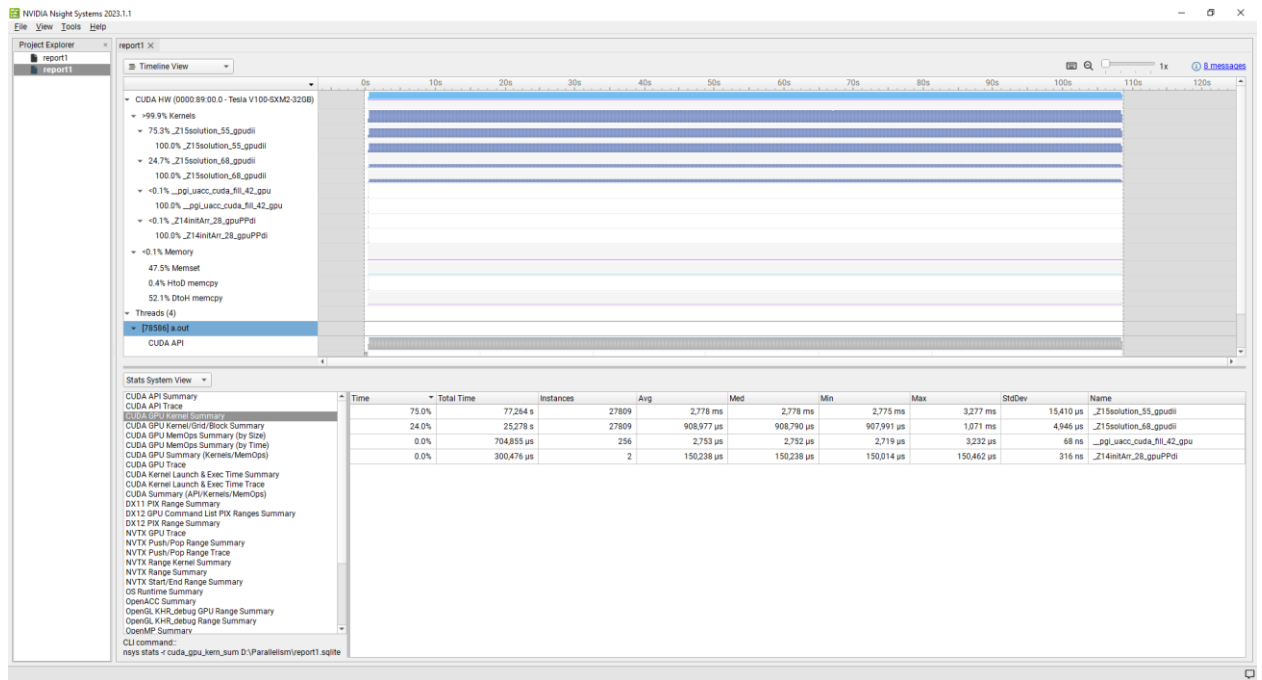 NVIDIA Nsight Systems 2023.1.1
File View Tools Help
Project Explorer
report1
report1
report1
Timeline View
1x
8 messages
0s 10s 20s 30s 40s 50s 60s 70s 80s 90s 100s 110s 120s
CUDA HW (0000:89:00.0 - Tesla V100-SXM2-32GB)
>99.9% Kernels
75.3% _Z15solution_55_gpudii
100.0% _Z15solution_55_gpudii
24.7% _Z15solution_68_gpudii
100.0% _Z15solution_68_gpudii
<0.1% __pgi_uacc_cuda_fill_42_gpu
100.0% __pgi_uacc_cuda_fill_42_gpu
<0.1% _Z14initArr_28_gpuPPdi
100.0% _Z14initArr_28_gpuPPdi
<0.1% Memory
47.5% Memset
0.4% HtoD memcpy
52.1% DtoH memcpy
Threads (4)
[78586] a.out
CUDA API
Stats System View
CUDA API Summary
CUDA API Trace
CUDA GPU Kernel Summary
CUDA GPU Kernel/Grid/Block Summary
CUDA GPU MemOps Summary (by Size)
CUDA GPU MemOps Summary (by Time)
CUDA GPU Summary (Kernels/MemOps)
CUDA GPU Trace
CUDA Kernel Launch & Exec Time Summary
CUDA Kernel Launch & Exec Time Trace
CUDA Summary (API/Kernels/MemOps)
DX11 PIX Range Summary
DX12 GPU Command List PIX Ranges Summary
DX12 PIX Range Summary
NVTX GPU Trace
NVTX Push/Pop Range Summary
NVTX Push/Pop Range Trace
NVTX Range Kernel Summary
NVTX Range Summary
NVTX Start/End Range Summary
OS Runtime Summary
OpenACC Summary
OpenGL KHR_debug GPU Range Summary
OpenGL KHR_debug Range Summary
OpenMP Summary
CLI command::
nsys stats -r cuda_gpu_kern_sum D:\Parallelism\report1.sqlite
Time Total Time Instances Avg Med Min Max StdDev Name
75.0% 77,264 s 27809 2,778 ms 2,778 ms 2,775 ms 3,277 ms 15,410 μs _Z15solution_55_gpudii
24.0% 25,278 s 27809 908,977 μs 908,790 μs 907,991 μs 1,071 ms 4,946 μs _Z15solution_68_gpudii
0.0% 704,855 μs 256 2,753 μs 2,752 μs 2,719 μs 3,232 μs 68 ns __pgi_uacc_cuda_fill_42_gpu
0.0% 300,476 μs 2 150,238 μs 150,238 μs 150,014 μs 150,462 μs 316 ns _Z14initArr_28_gpuPPdi